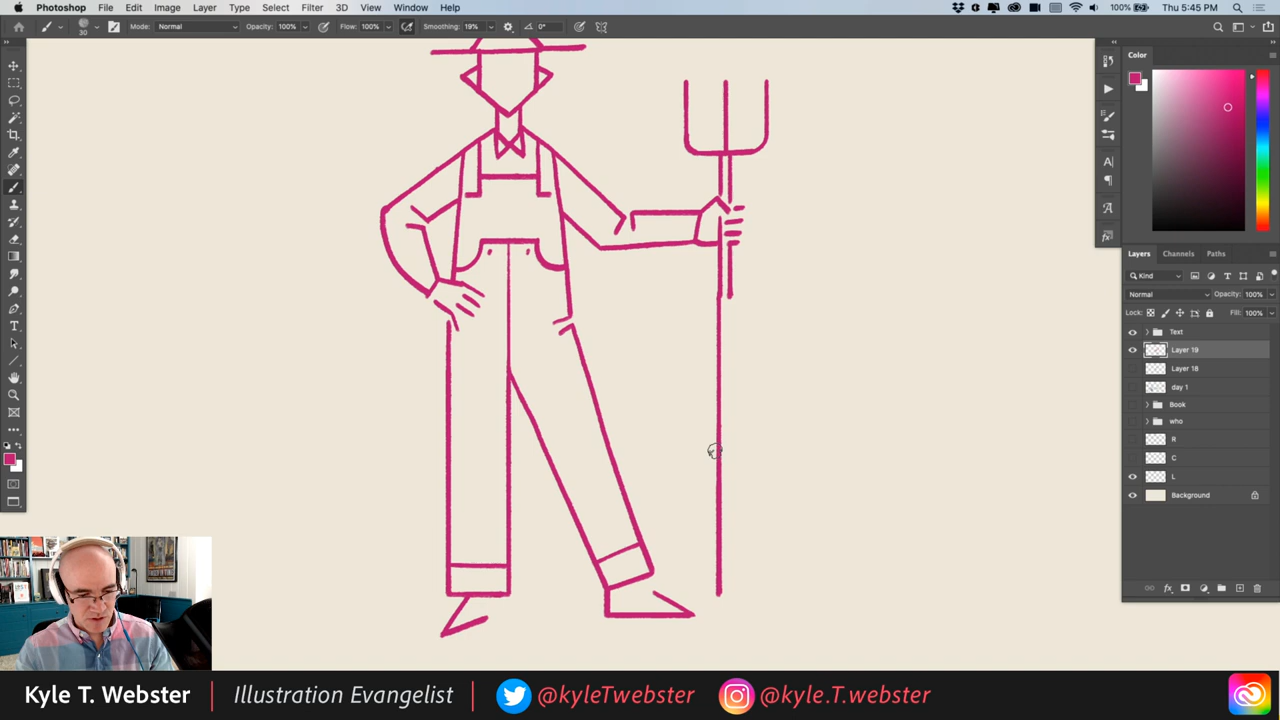 Photoshop File Edit Image Layer Type Select Filter 3D View Window Help 100% Thu 5:45 PM
30 Mode: Normal Opacity: 100% Flow: 100% Smoothing: 19% 0°
Color
Layers Channels Paths
Kind
Normal Opacity: 100%
Lock: Fill: 100%
Text
Layer 19
Layer 18
day 1
Book
who
R
C
L
Background
Kyle T. Webster | Illustration Evangelist @kyleTwebster @kyle.T.webster